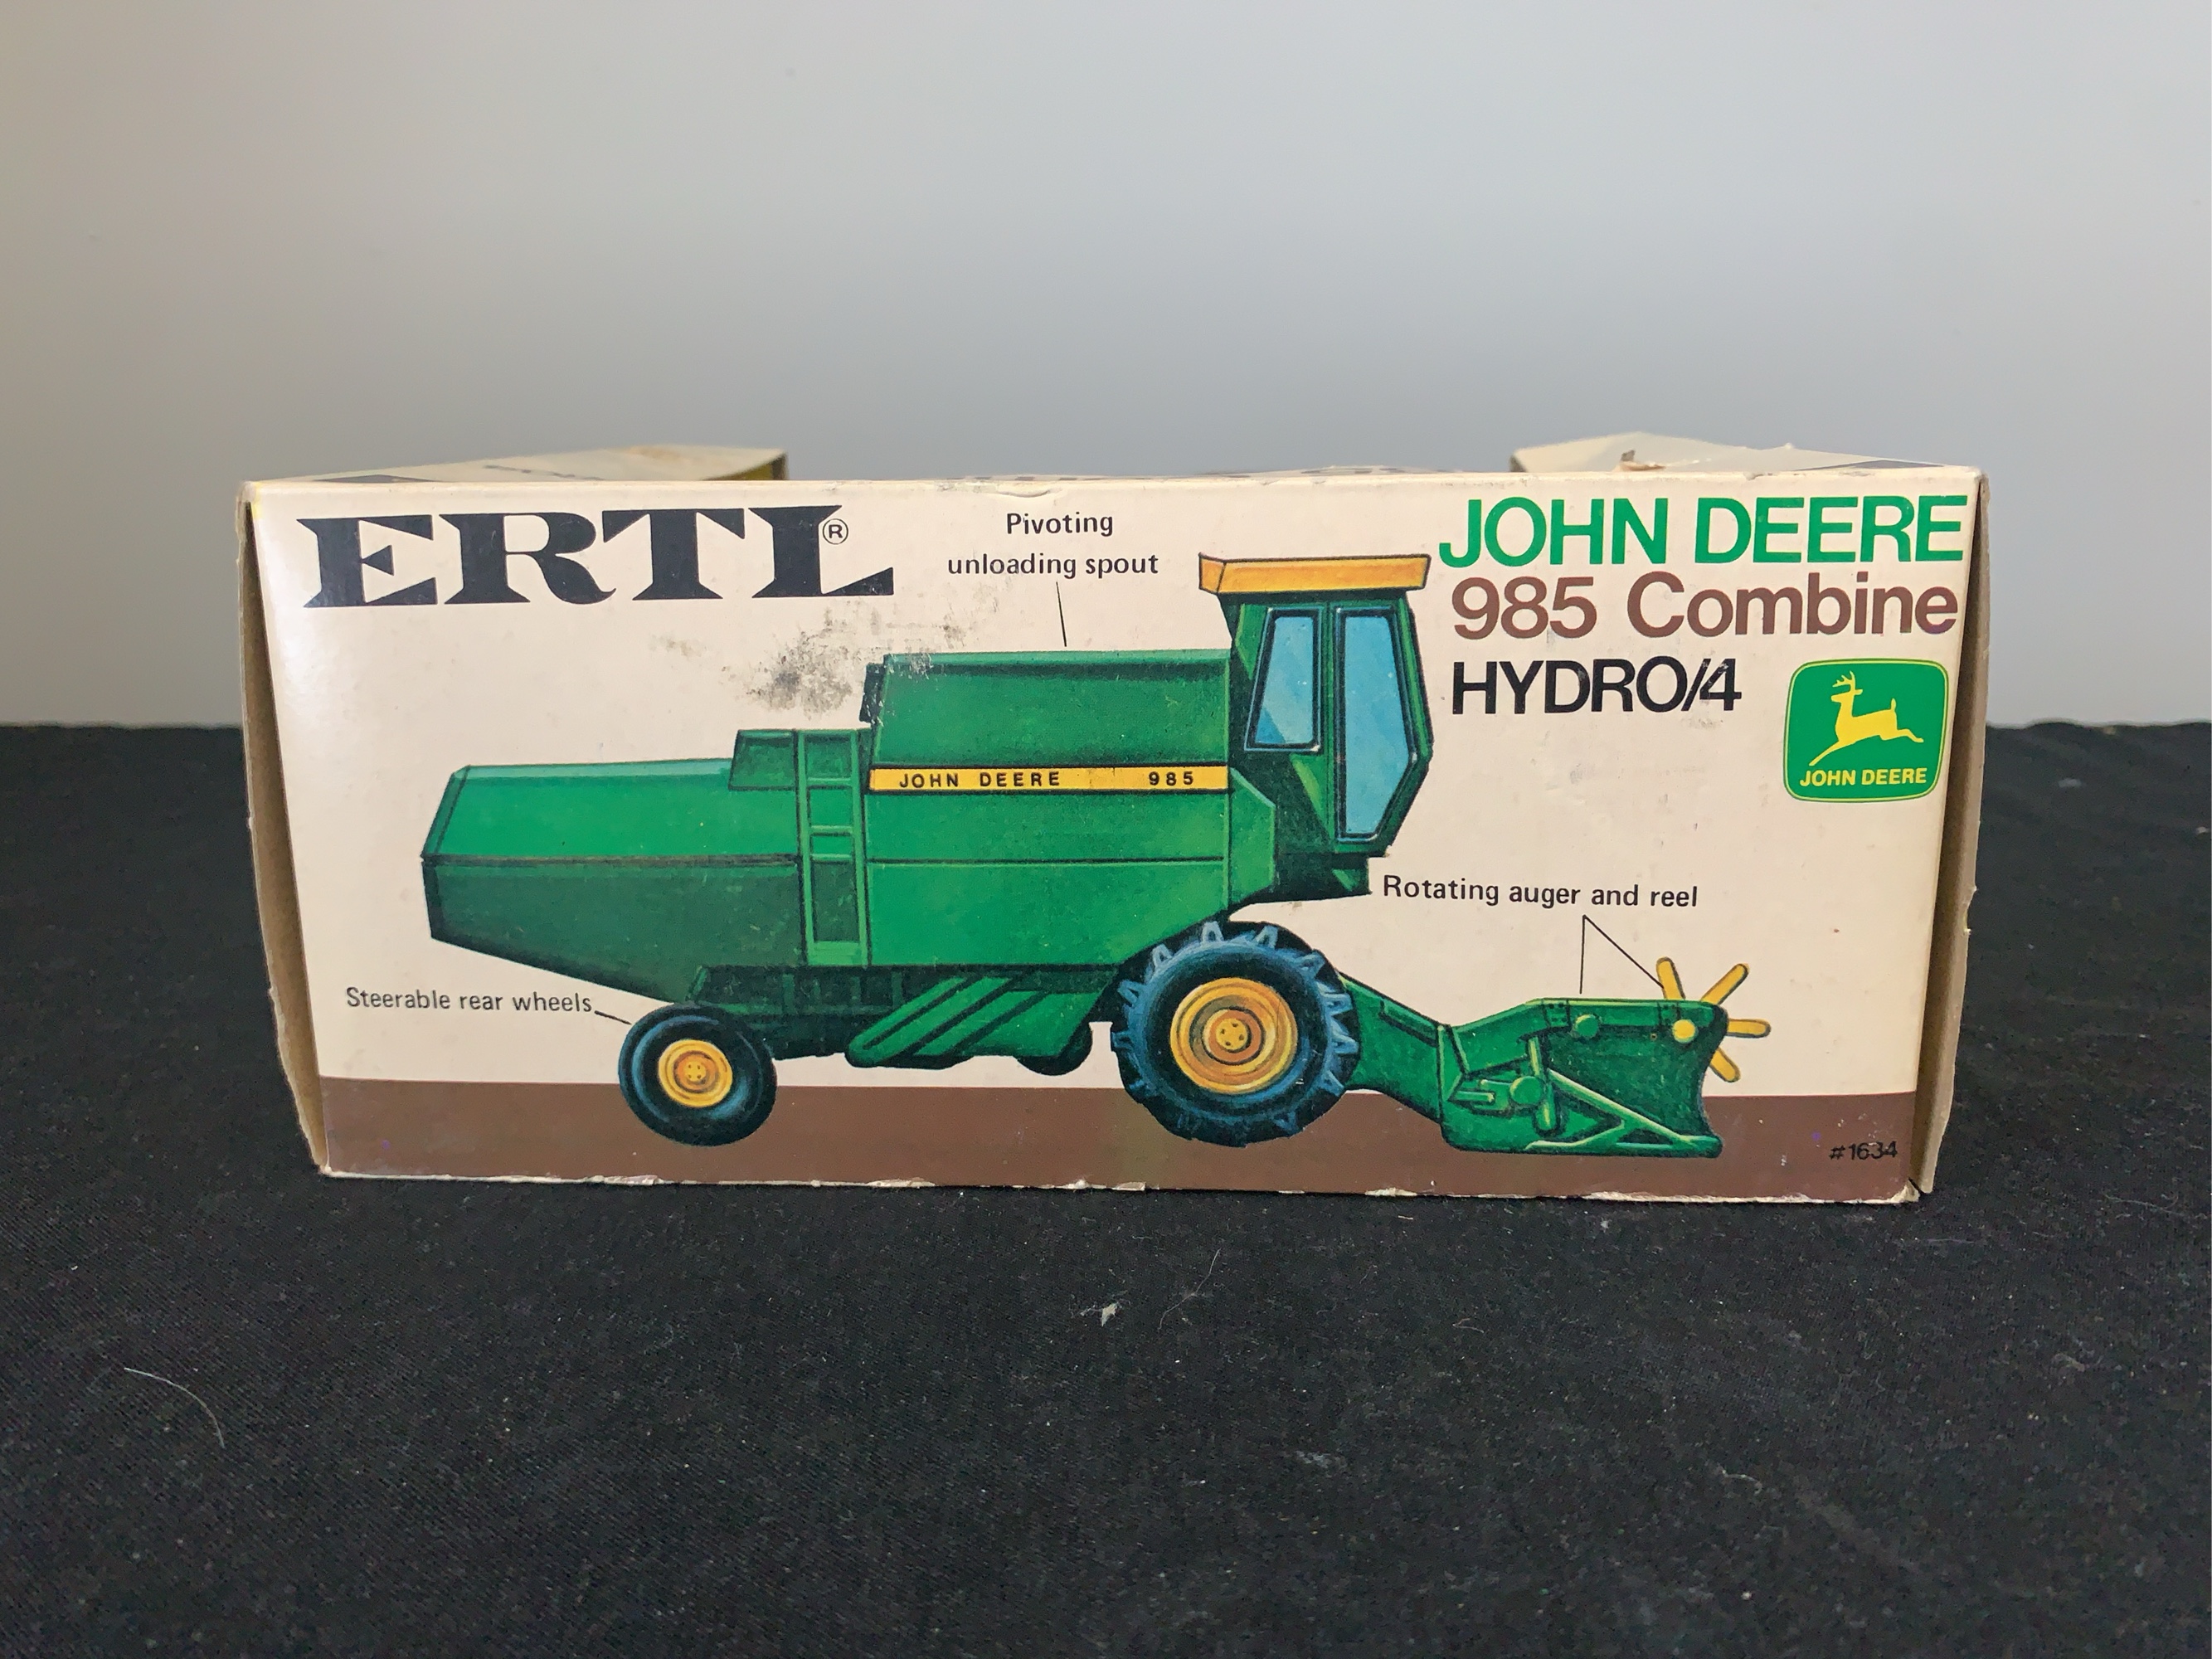 ERTL®
Pivoting
unloading spout
JOHN DEERE
985 Combine
HYDRO/4
JOHN DEERE
JOHN DEERE 985
Rotating auger and reel
Steerable rear wheels
#1634